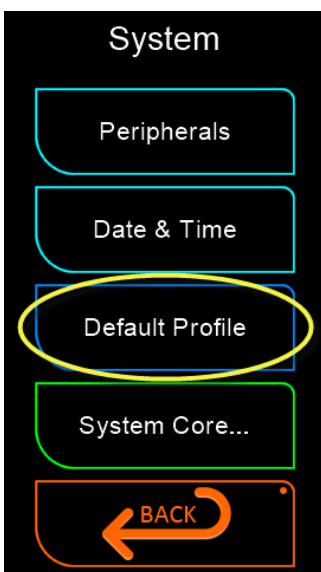 System
Peripherals
Date & Time
Default Profile
System Core...
BACK